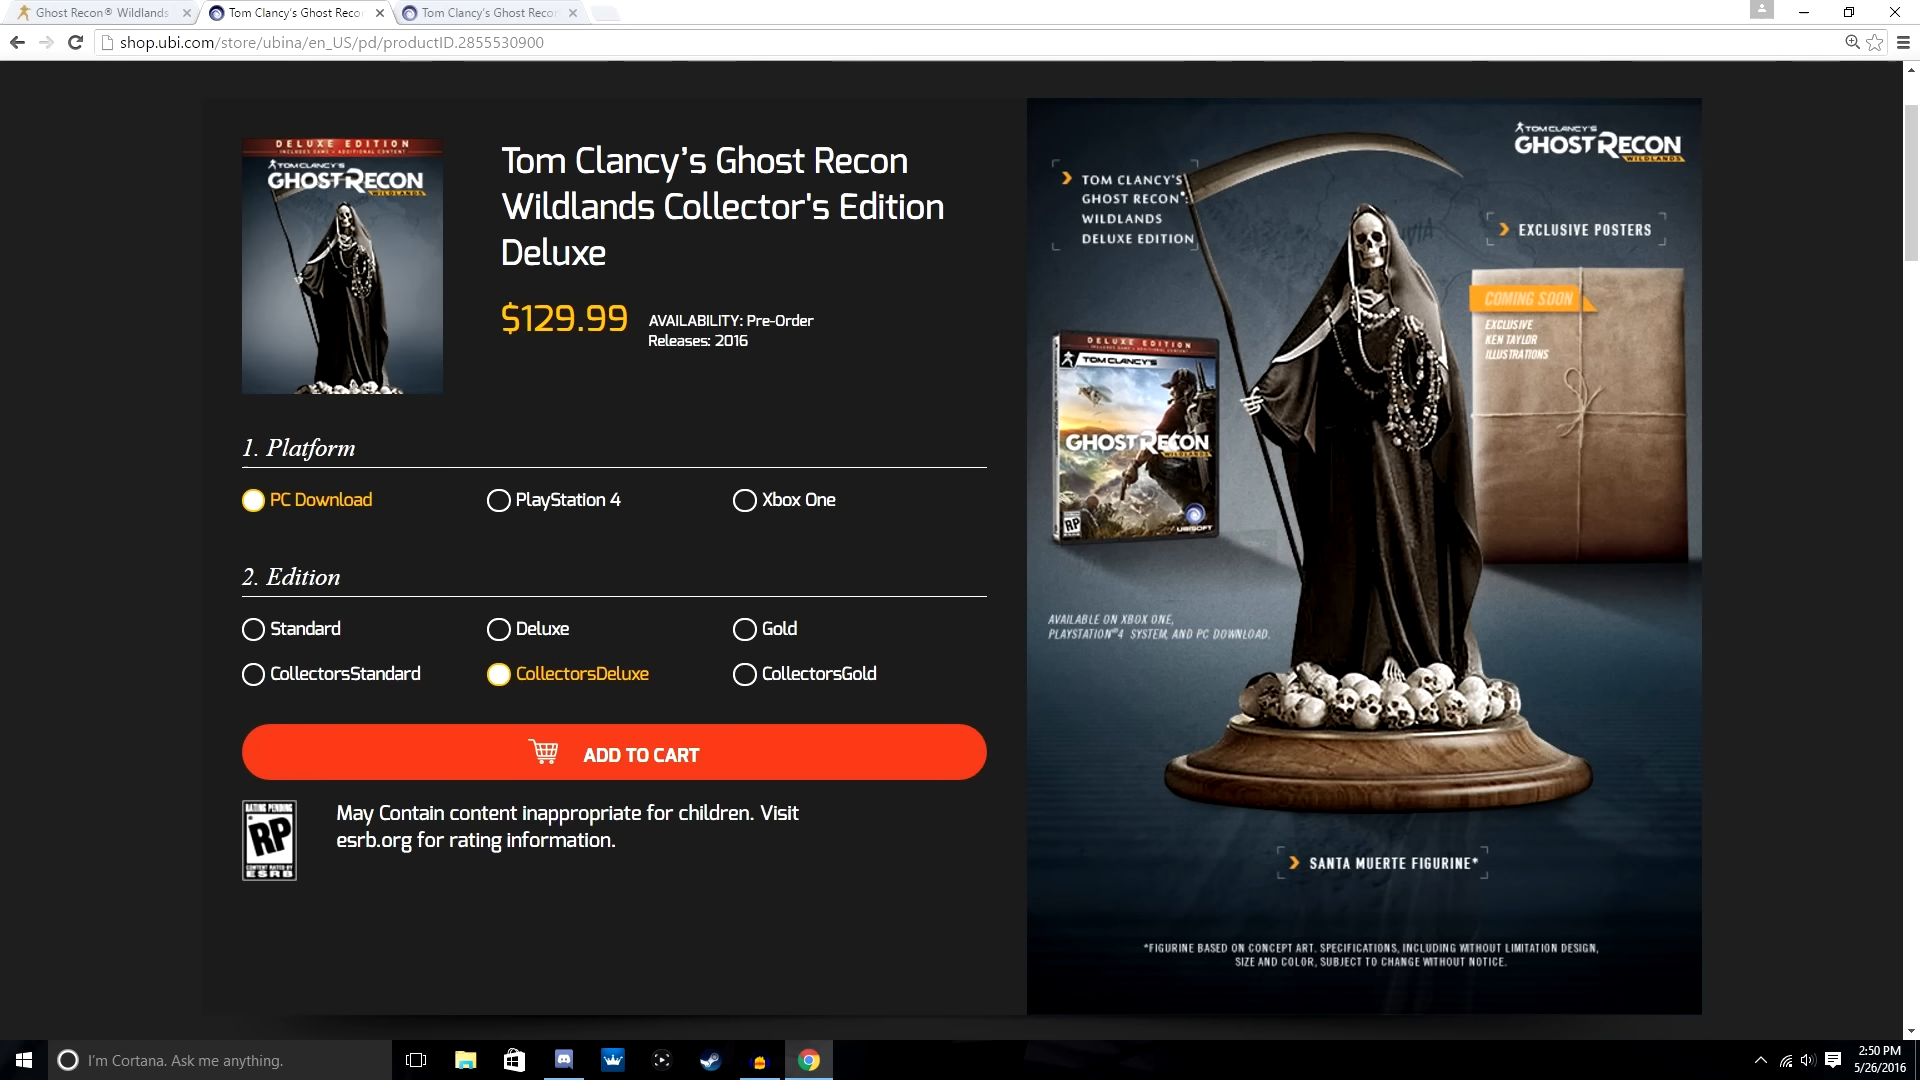 Ghost Recon® Wildlands
Tom Clancy's Ghost Reco
Tom Clancy's Ghost Recon
shop.ubi.com/store/ubina/en_US/pd/productID.2855530900
DELUXE EDITION
INCLUDES GAME + ADDITIONAL CONTENT
TOM CLANCY'S
GHOST RECON
WILDLANDS
Tom Clancy's Ghost Recon
Wildlands Collector's Edition
Deluxe
$129.99
AVAILABILITY: Pre-Order
Releases: 2016
1. Platform
PC Download
PlayStation 4
Xbox One
2. Edition
Standard
Deluxe
Gold
CollectorsStandard
CollectorsDeluxe
CollectorsGold
ADD TO CART
RATING PENDING
RP
CONTENT RATED BY
ESRB
May Contain content inappropriate for children. Visit
esrb.org for rating information.
TOM CLANCY'S
GHOST RECON
WILDLANDS
TOM CLANCY'S
GHOST RECON®:
WILDLANDS
DELUXE EDITION
EXCLUSIVE POSTERS
COMING SOON
EXCLUSIVE
KEN TAYLOR
ILLUSTRATIONS
DELUXE EDITION
INCLUDES GAME + ADDITIONAL CONTENT
TOM CLANCY'S
GHOST RECON
WILDLANDS
RP
UBISOFT
AVAILABLE ON XBOX ONE,
PLAYSTATION®4 SYSTEM, AND PC DOWNLOAD.
SANTA MUERTE FIGURINE*
*FIGURINE BASED ON CONCEPT ART. SPECIFICATIONS, INCLUDING WITHOUT LIMITATION DESIGN,
SIZE AND COLOR, SUBJECT TO CHANGE WITHOUT NOTICE.
I'm Cortana. Ask me anything.
2:50 PM
5/26/2016